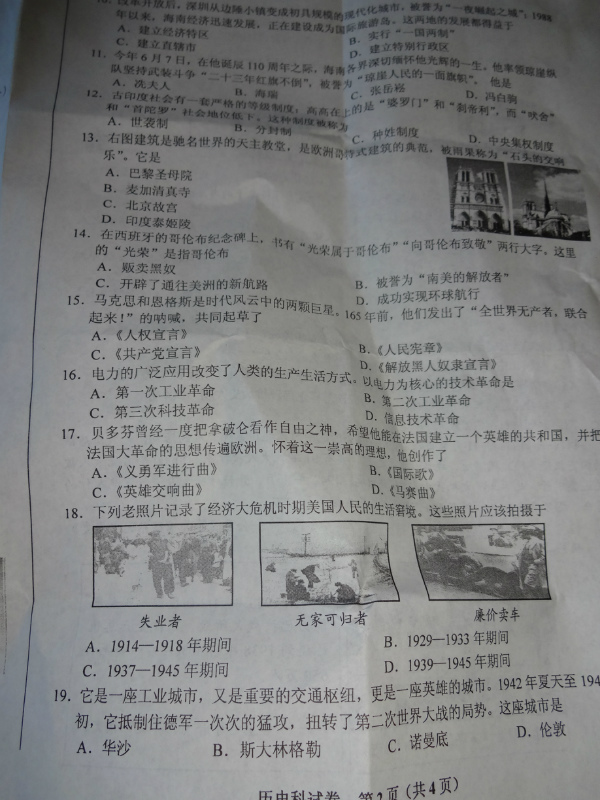 10. 改革开放后，深圳从边陲小镇变成初具规模的现代化城市，被誉为“一夜崛起之城”；1988
年以来，海南经济迅速发展，正在建设成为国际旅游岛，这两地的发展都得益于
A．建立经济特区 B．实行“一国两制”
C．建立直辖市 D．建立特别行政区
11．今年6月7日，在他诞辰110周年之际，海南各界深切缅怀他光辉的一生，他率领琼崖纵
队坚持武装斗争“二十三年红旗不倒”，被誉为“琼崖人民的一面旗帜”。他是
A．冼夫人 B．海瑞 C．张岳崧 D．冯白驹
12．古印度社会有一套严格的等级制度：高高在上的是“婆罗门”和“刹帝利”，而“吠舍”
和“首陀罗”社会地位低下。这种制度被称为
A．世袭制 B．分封制 C．种姓制度 D．中央集权制度
13．右图建筑是驰名世界的天主教堂，是欧洲哥特式建筑的典范，被雨果称为“石头的交响
乐”。它是
A．巴黎圣母院
B．麦加清真寺
C．北京故宫
D．印度泰姬陵
14．在西班牙的哥伦布纪念碑上，书有“光荣属于哥伦布”“向哥伦布致敬”两行大字。这里
的“光荣”是指哥伦布
A．贩卖黑奴 B．被誉为“南美的解放者”
C．开辟了通往美洲的新航路 D．成功实现环球航行
15．马克思和恩格斯是时代风云中的两颗巨星。165年前，他们发出了“全世界无产者，联合
起来！”的呐喊，共同起草了
A．《人权宣言》 B．《人民宪章》
C．《共产党宣言》 D．《解放黑人奴隶宣言》
16．电力的广泛应用改变了人类的生产生活方式。以电力为核心的技术革命是
A．第一次工业革命 B．第二次工业革命
C．第三次科技革命 D．信息技术革命
17．贝多芬曾经一度把拿破仑看作自由之神，希望他能在法国建立一个英雄的共和国，并把
法国大革命的思想传遍欧洲。怀着这一崇高的理想，他创作了
A．《义勇军进行曲》 B．《国际歌》
C．《英雄交响曲》 D．《马赛曲》
18．下列老照片记录了经济大危机时期美国人民的生活窘境。这些照片应该拍摄于
失业者 无家可归者 廉价卖车
A．1914—1918年期间 B．1929—1933年期间
C．1937—1945年期间 D．1939—1945年期间
19．它是一座工业城市，又是重要的交通枢纽，更是一座英雄的城市。1942年夏天至194
初，它抵制住德军一次次的猛攻，扭转了第二次世界大战的局势。这座城市是
A．华沙 B．斯大林格勒 C．诺曼底 D．伦敦
历史科试卷 第2页（共4页）